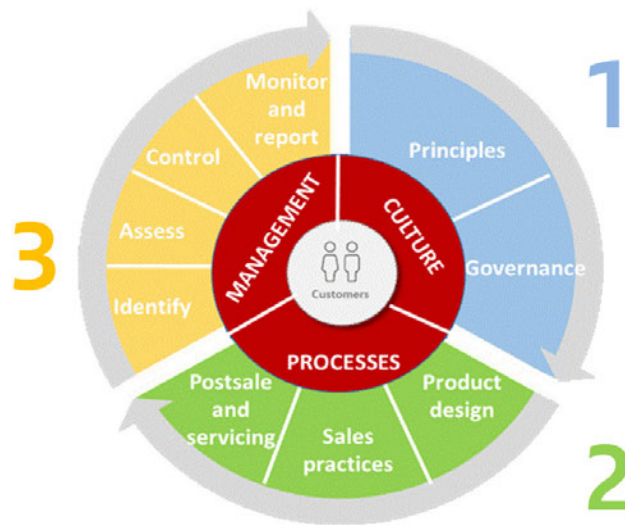 1
Principles
Governance
CULTURE
2
Product
design
Sales
practices
Postsale
and
servicing
PROCESSES
3
Identify
Assess
Control
Monitor
and
report
MANAGEMENT
Customers